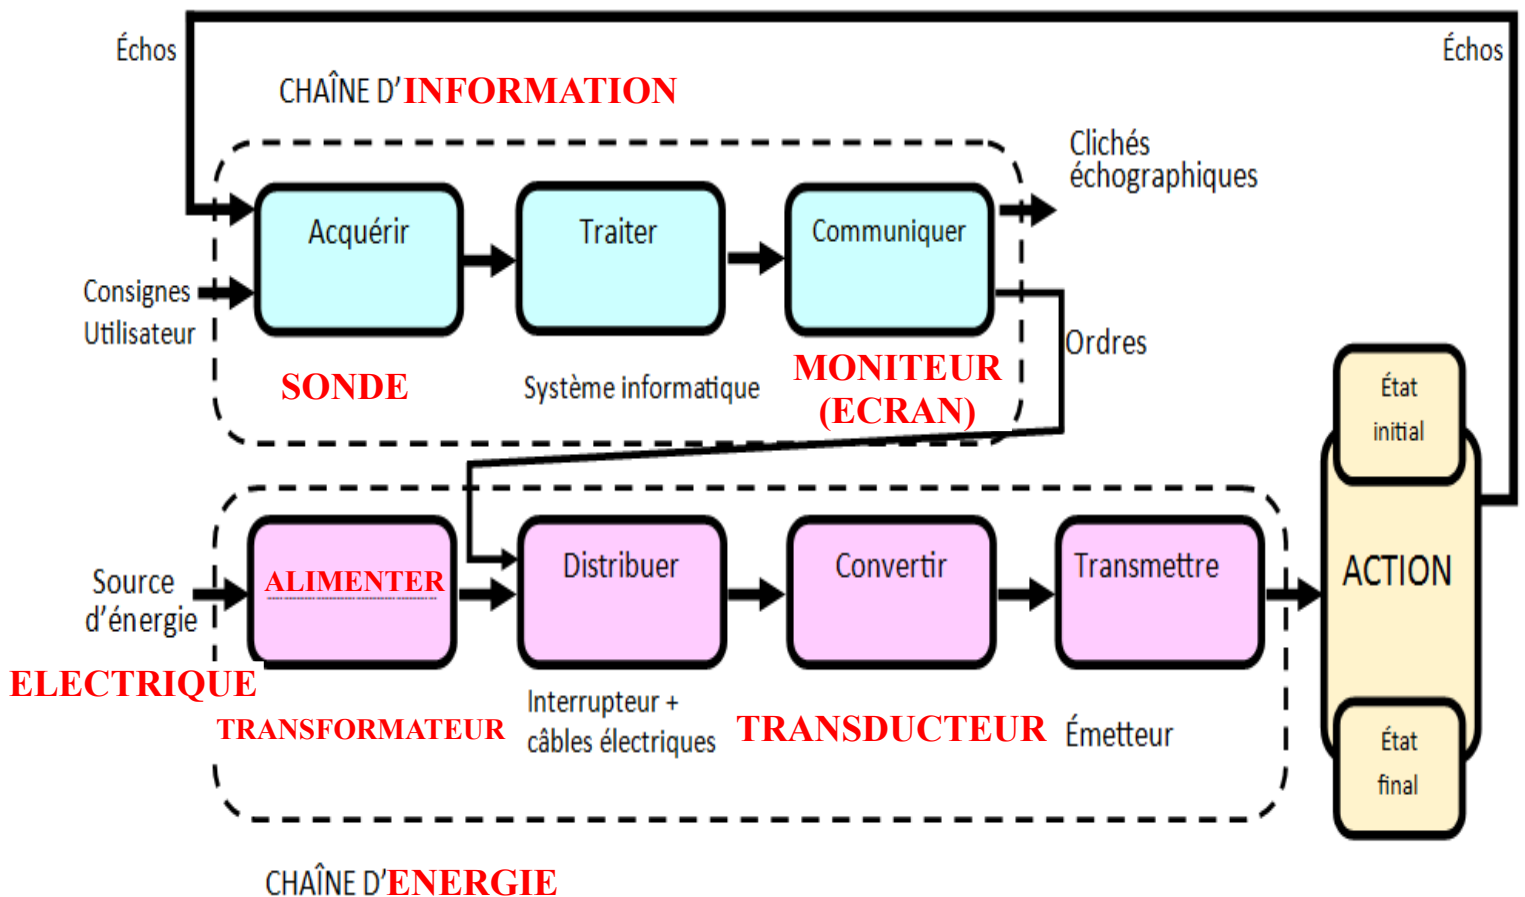 Échos
Échos
CHAÎNE D'INFORMATION
Clichés
échographiques
Acquérir
Traiter
Communiquer
Consignes
Utilisateur
Ordres
SONDE
Système informatique
MONITEUR
(ECRAN)
État
initial
Source
d'énergie
ELECTRIQUE
ALIMENTER
Distribuer
Convertir
Transmettre
ACTION
TRANSFORMATEUR
Interrupteur +
câbles électriques
TRANSDUCTEUR
Émetteur
État
final
CHAÎNE D'ENERGIE